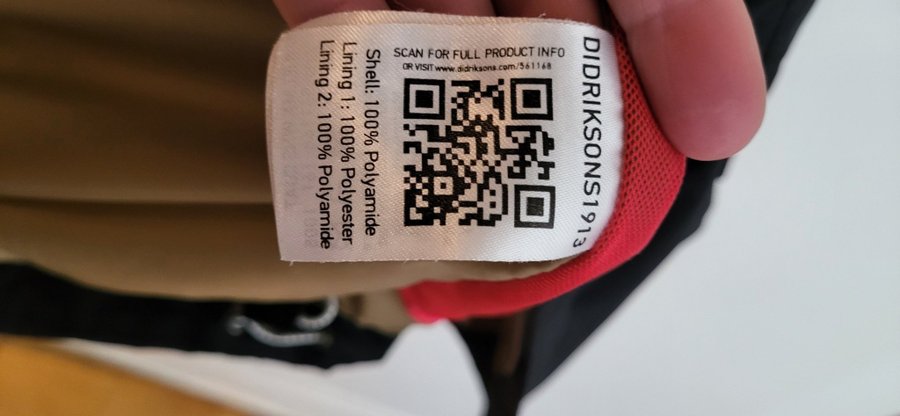 SCAN FOR FULL PRODUCT INFO
OR VISIT www.didriksons.com/561168
DIDRIKSONS1913
Shell: 100% Polyamide
Lining 1: 100% Polyester
Lining 2: 100% Polyamide